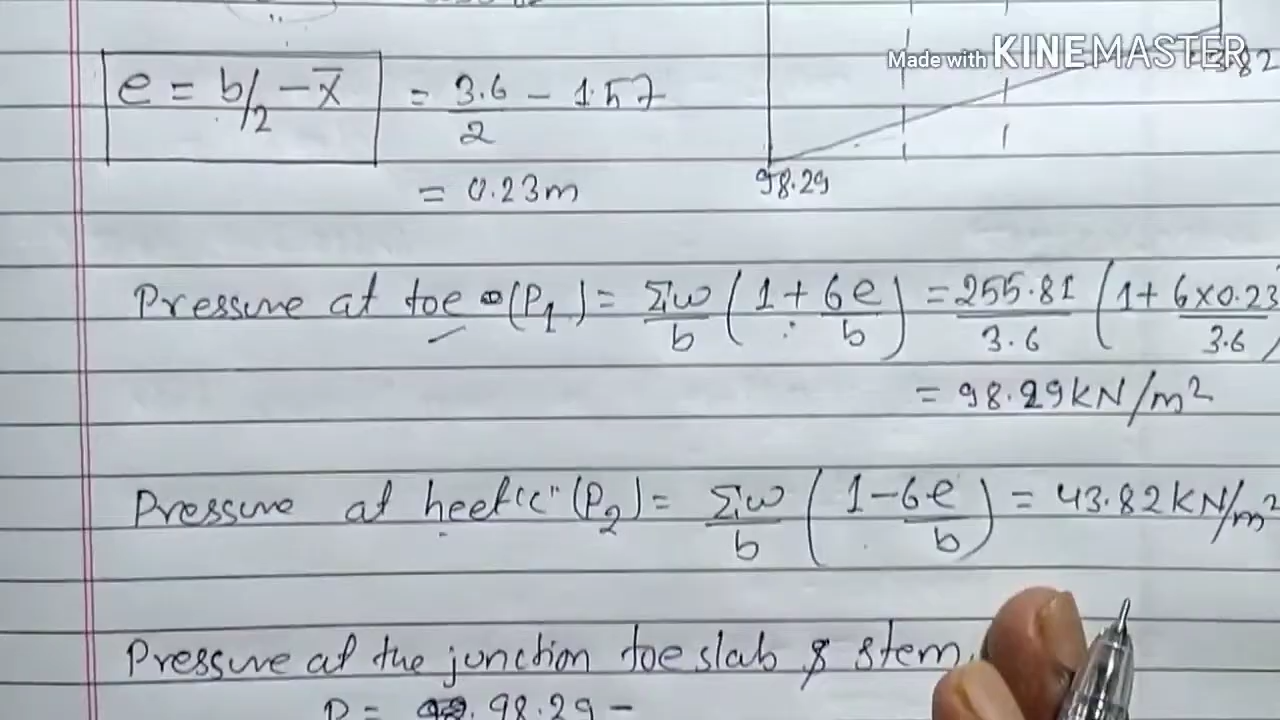 Made with KINEMASTER
e = b/2 - x̄ = 3.6/2 - 1.57
= 0.23m
98.29
Pressure at toe (P1) = Σw/b (1 + 6e/b) = 255.81/3.6 (1 + 6×0.23/3.6)
= 98.29 kN/m²
Pressure at heel "c" (P2) = Σw/b (1 - 6e/b) = 43.82 kN/m²
Pressure at the junction toe slab & stem.
P = 98.29 -